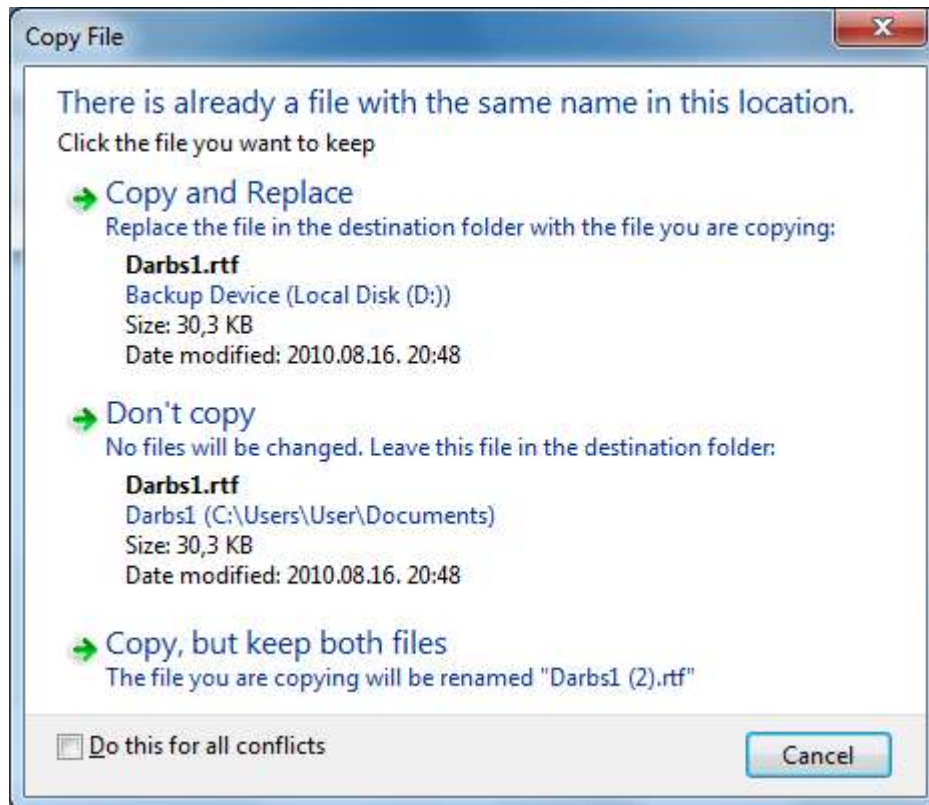 Copy File
There is already a file with the same name in this location.
Click the file you want to keep
Copy and Replace
Replace the file in the destination folder with the file you are copying:
Darbs1.rtf
Backup Device (Local Disk (D:))
Size: 30,3 KB
Date modified: 2010.08.16. 20:48
Don't copy
No files will be changed. Leave this file in the destination folder:
Darbs1.rtf
Darbs1 (C:\Users\User\Documents)
Size: 30,3 KB
Date modified: 2010.08.16. 20:48
Copy, but keep both files
The file you are copying will be renamed "Darbs1 (2).rtf"
Do this for all conflicts
Cancel